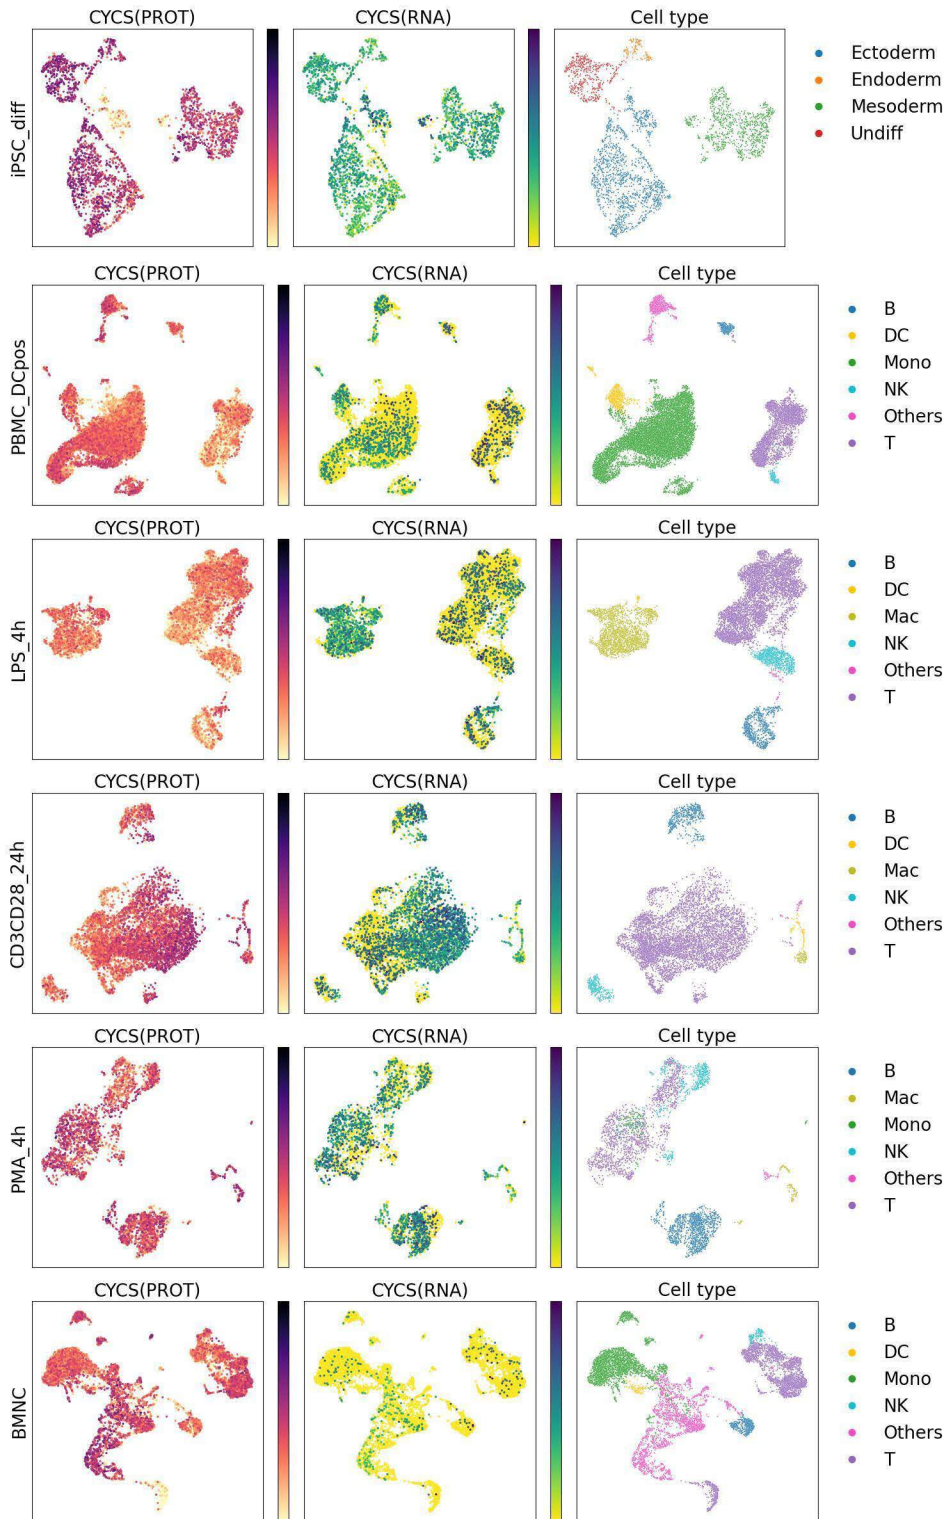 CYCS(PROT) CYCS(RNA) Cell type
iPSC_diff
Ectoderm
Endoderm
Mesoderm
Undiff
CYCS(PROT) CYCS(RNA) Cell type
PBMC_DCpos
B
DC
Mono
NK
Others
T
CYCS(PROT) CYCS(RNA) Cell type
LPS_4h
B
DC
Mac
NK
Others
T
CYCS(PROT) CYCS(RNA) Cell type
CD3CD28_24h
B
DC
Mac
NK
Others
T
CYCS(PROT) CYCS(RNA) Cell type
PMA_4h
B
Mac
Mono
NK
Others
T
CYCS(PROT) CYCS(RNA) Cell type
BMNC
B
DC
Mono
NK
Others
T